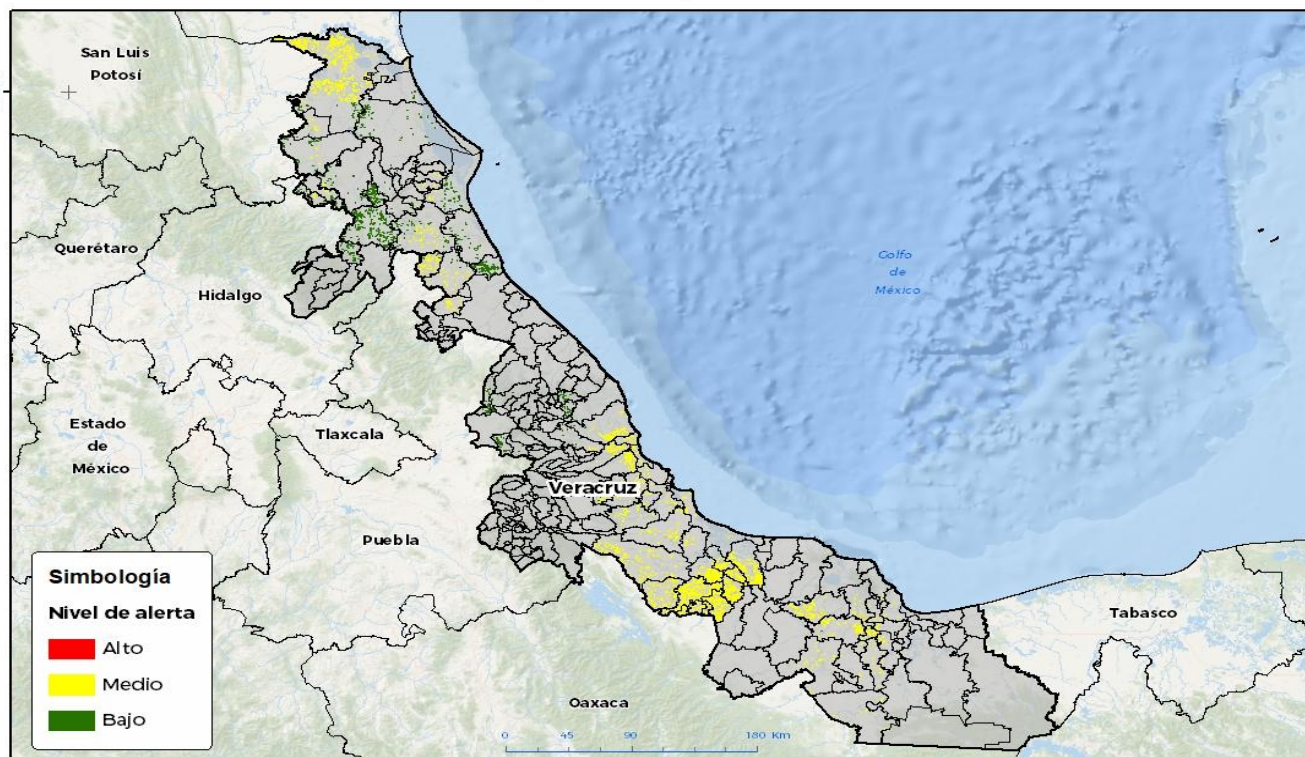 San Luis
Potosí
Querétaro
Hidalgo
Golfo
de
México
Estado
de
México
Tlaxcala
Veracruz
Puebla
Tabasco
Oaxaca
Simbología
Nivel de alerta
Alto
Medio
Bajo
0 45 90 180 Km